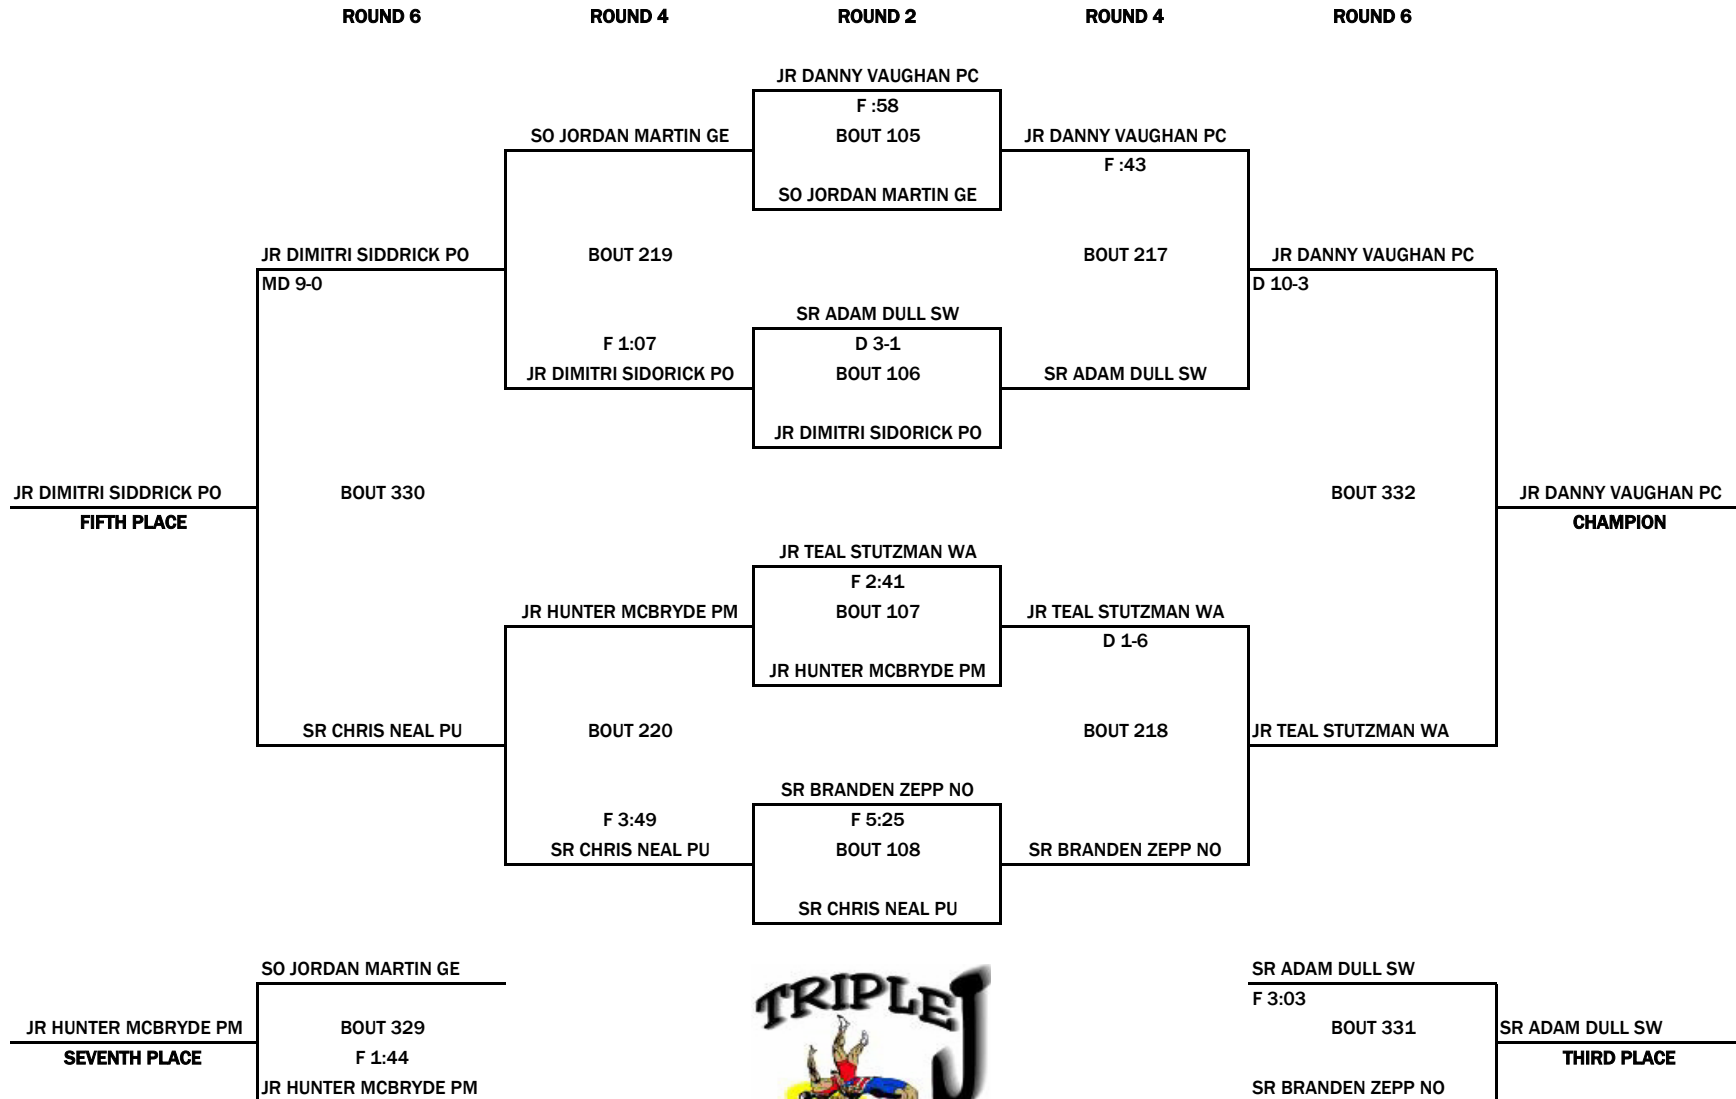 ROUND 6 ROUND 4 ROUND 2 ROUND 4 ROUND 6
JR DANNY VAUGHAN PC
F :58
SO JORDAN MARTIN GE BOUT 105 JR DANNY VAUGHAN PC
F :43
SO JORDAN MARTIN GE
JR DIMITRI SIDDRICK PO BOUT 219 BOUT 217 JR DANNY VAUGHAN PC
MD 9-0 D 10-3
SR ADAM DULL SW
F 1:07 D 3-1
JR DIMITRI SIDORICK PO BOUT 106 SR ADAM DULL SW
JR DIMITRI SIDORICK PO
JR DIMITRI SIDDRICK PO BOUT 330 BOUT 332 JR DANNY VAUGHAN PC
FIFTH PLACE CHAMPION
JR TEAL STUTZMAN WA
F 2:41
JR HUNTER MCBRYDE PM BOUT 107 JR TEAL STUTZMAN WA
D 1-6
JR HUNTER MCBRYDE PM
SR CHRIS NEAL PU BOUT 220 BOUT 218 JR TEAL STUTZMAN WA
SR BRANDEN ZEPP NO
F 3:49 F 5:25
SR CHRIS NEAL PU BOUT 108 SR BRANDEN ZEPP NO
SR CHRIS NEAL PU
SO JORDAN MARTIN GE SR ADAM DULL SW
TRIPLE J
F 3:03
JR HUNTER MCBRYDE PM BOUT 329 BOUT 331 SR ADAM DULL SW
SEVENTH PLACE F 1:44 THIRD PLACE
JR HUNTER MCBRYDE PM SR BRANDEN ZEPP NO